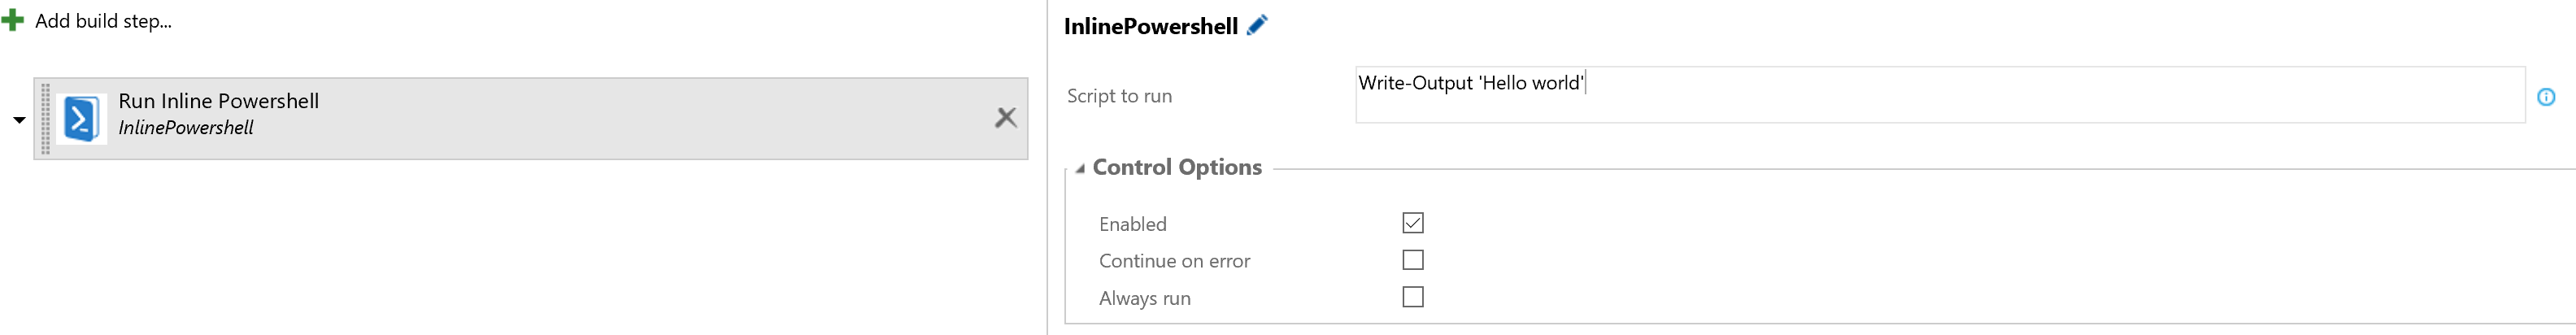 Add build step...
Run Inline Powershell
InlinePowershell
InlinePowershell
Script to run
Write-Output 'Hello world'
Control Options
Enabled
Continue on error
Always run